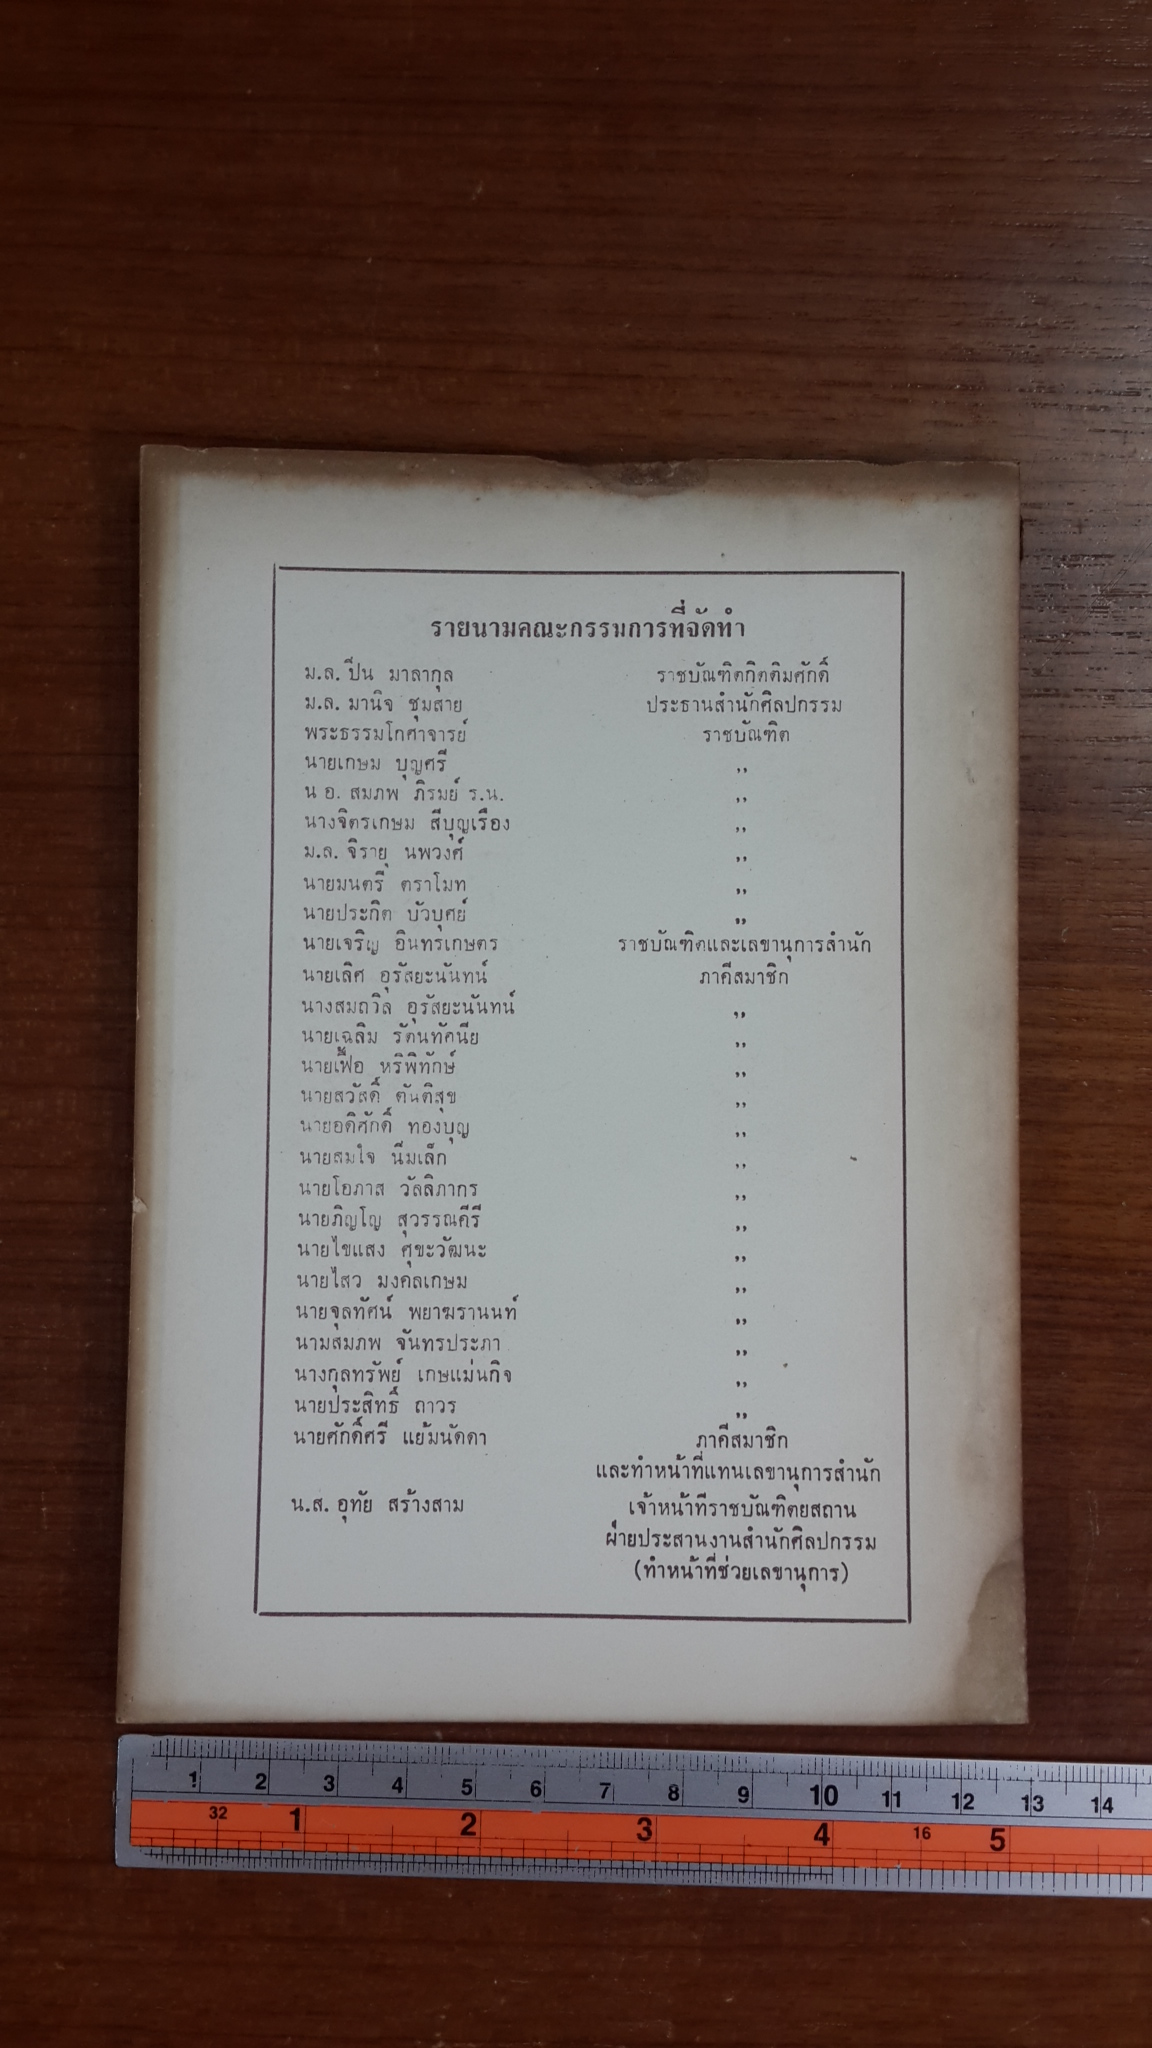 รายนามคณะกรรมการที่จัดทำ
ม.ล. ปิ่น มาลากุล ราชบัณฑิตกิตติมศักดิ์
ม.ล. มานิจ ชุมสาย ประธานสำนักศิลปกรรม
พระธรรมโกศาจารย์ ราชบัณฑิต
นายเกษม บุญศรี ,,
น อ. สมภพ ภิรมย์ ร.น. ,,
นางจิตรเกษม สีบุญเรือง ,,
ม.ล. จิรายุ นพวงศ์ ,,
นายมนตรี ตราโมท ,,
นายประกิต บัวบุศย์ ,,
นายเจริญ อินทรเกษตร ราชบัณฑิตและเลขานุการสำนัก
นายเลิศ อุรัสยะนันทน์ ภาคีสมาชิก
นางสมถวิล อุรัสยะนันทน์ ,,
นายเฉลิม รัตนทัศนีย ,,
นายเฟื้อ หริพิทักษ์ ,,
นายสวัสดิ์ ตันติสุข ,,
นายอดิศักดิ์ ทองบุญ ,,
นายสมใจ นิ่มเล็ก ,,
นายโอภาส วัลลิภากร ,,
นายภิญโญ สุวรรณคีรี ,,
นายไขแสง ศุขะวัฒนะ ,,
นายไสว มงคลเกษม ,,
นายจุลทัศน์ พยาฆรานนท์ ,,
นามสมภพ จันทรประภา ,,
นางกุลทรัพย์ เกษแม่นกิจ ,,
นายประสิทธิ์ ถาวร ,,
นายศักดิ์ศรี แย้มนัดดา ภาคีสมาชิก
และทำหน้าที่แทนเลขานุการสำนัก
น.ส. อุทัย สร้างสาม เจ้าหน้าที่ราชบัณฑิตยสถาน
ฝ่ายประสานงานสำนักศิลปกรรม
(ทำหน้าที่ช่วยเลขานุการ)
1 2 3 4 5 6 7 8 9 10 11 12 13 14
32 1 2 3 4 16 5